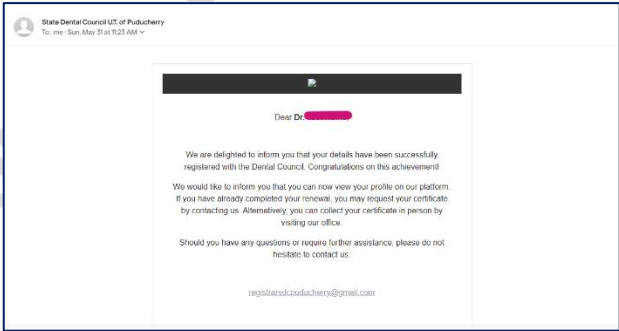 State Dental Council U.T. of Puducherry
To: me · Sun, May 31 at 11:23 AM
Dear Dr.
We are delighted to inform you that your details have been successfully
registered with the Dental Council. Congratulations on this achievement!
We would like to inform you that you can now view your profile on our platform.
If you have already completed your renewal, you may request your certificate
by contacting us. Alternatively, you can collect your certificate in person by
visiting our office.
Should you have any questions or require further assistance, please do not
hesitate to contact us.
registrarsdcpuducherry@gmail.com